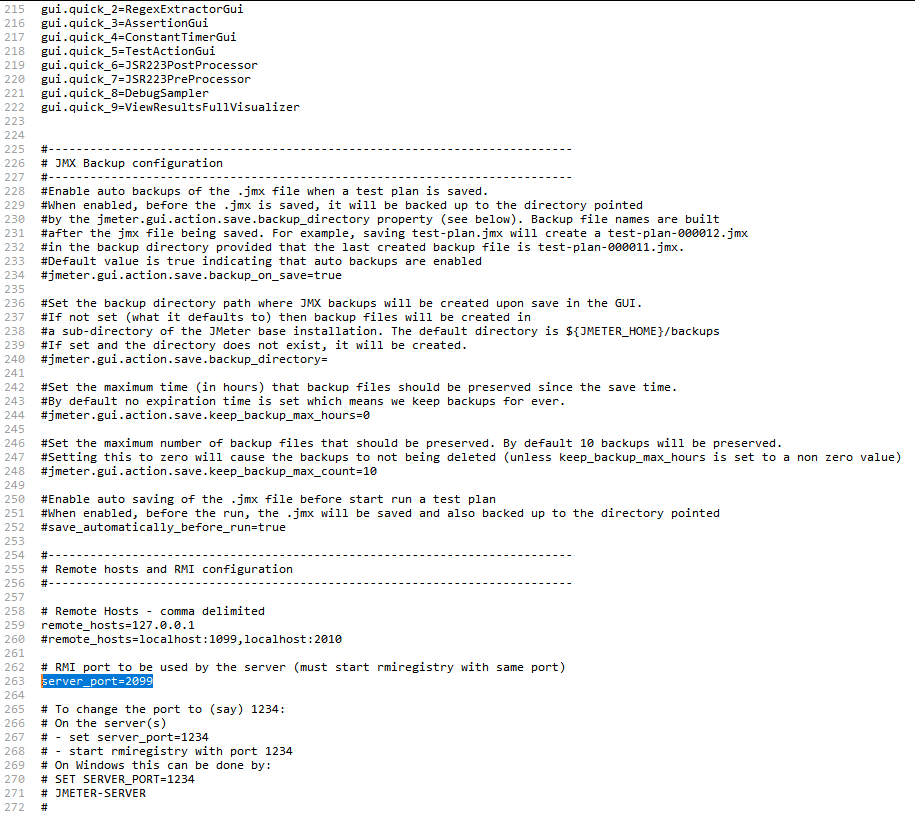 215 gui.quick_2=RegexExtractorGui
216 gui.quick_3=AssertionGui
217 gui.quick_4=ConstantTimerGui
218 gui.quick_5=TestActionGui
219 gui.quick_6=JSR223PostProcessor
220 gui.quick_7=JSR223PreProcessor
221 gui.quick_8=DebugSampler
222 gui.quick_9=ViewResultsFullVisualizer
223
224
225 #---------------------------------------------------------------------------
226 # JMX Backup configuration
227 #---------------------------------------------------------------------------
228 #Enable auto backups of the .jmx file when a test plan is saved.
229 #When enabled, before the .jmx is saved, it will be backed up to the directory pointed
230 #by the jmeter.gui.action.save.backup_directory property (see below). Backup file names are built
231 #after the jmx file being saved. For example, saving test-plan.jmx will create a test-plan-000012.jmx
232 #in the backup directory provided that the last created backup file is test-plan-000011.jmx.
233 #Default value is true indicating that auto backups are enabled
234 #jmeter.gui.action.save.backup_on_save=true
235
236 #Set the backup directory path where JMX backups will be created upon save in the GUI.
237 #If not set (what it defaults to) then backup files will be created in
238 #a sub-directory of the JMeter base installation. The default directory is ${JMETER_HOME}/backups
239 #If set and the directory does not exist, it will be created.
240 #jmeter.gui.action.save.backup_directory=
241
242 #Set the maximum time (in hours) that backup files should be preserved since the save time.
243 #By default no expiration time is set which means we keep backups for ever.
244 #jmeter.gui.action.save.keep_backup_max_hours=0
245
246 #Set the maximum number of backup files that should be preserved. By default 10 backups will be preserved.
247 #Setting this to zero will cause the backups to not being deleted (unless keep_backup_max_hours is set to a non zero value)
248 #jmeter.gui.action.save.keep_backup_max_count=10
249
250 #Enable auto saving of the .jmx file before start run a test plan
251 #When enabled, before the run, the .jmx will be saved and also backed up to the directory pointed
252 #save_automatically_before_run=true
253
254 #---------------------------------------------------------------------------
255 # Remote hosts and RMI configuration
256 #---------------------------------------------------------------------------
257
258 # Remote Hosts - comma delimited
259 remote_hosts=127.0.0.1
260 #remote_hosts=localhost:1099,localhost:2010
261
262 # RMI port to be used by the server (must start rmiregistry with same port)
263 server_port=2099
264
265 # To change the port to (say) 1234:
266 # On the server(s)
267 # - set server_port=1234
268 # - start rmiregistry with port 1234
269 # On Windows this can be done by:
270 # SET SERVER_PORT=1234
271 # JMETER-SERVER
272 #